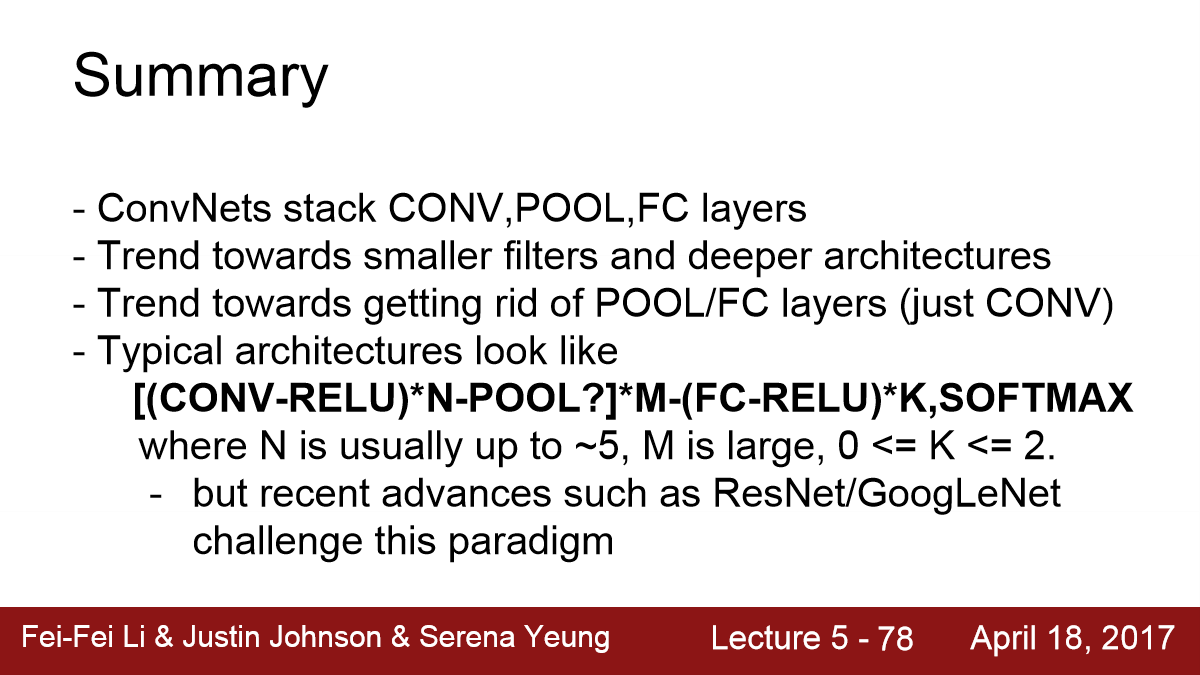 Summary
- ConvNets stack CONV,POOL,FC layers
- Trend towards smaller filters and deeper architectures
- Trend towards getting rid of POOL/FC layers (just CONV)
- Typical architectures look like
[(CONV-RELU)*N-POOL?]*M-(FC-RELU)*K,SOFTMAX
where N is usually up to ~5, M is large, 0 <= K <= 2.
- but recent advances such as ResNet/GoogLeNet
challenge this paradigm
Fei-Fei Li & Justin Johnson & Serena Yeung Lecture 5 - 78 April 18, 2017